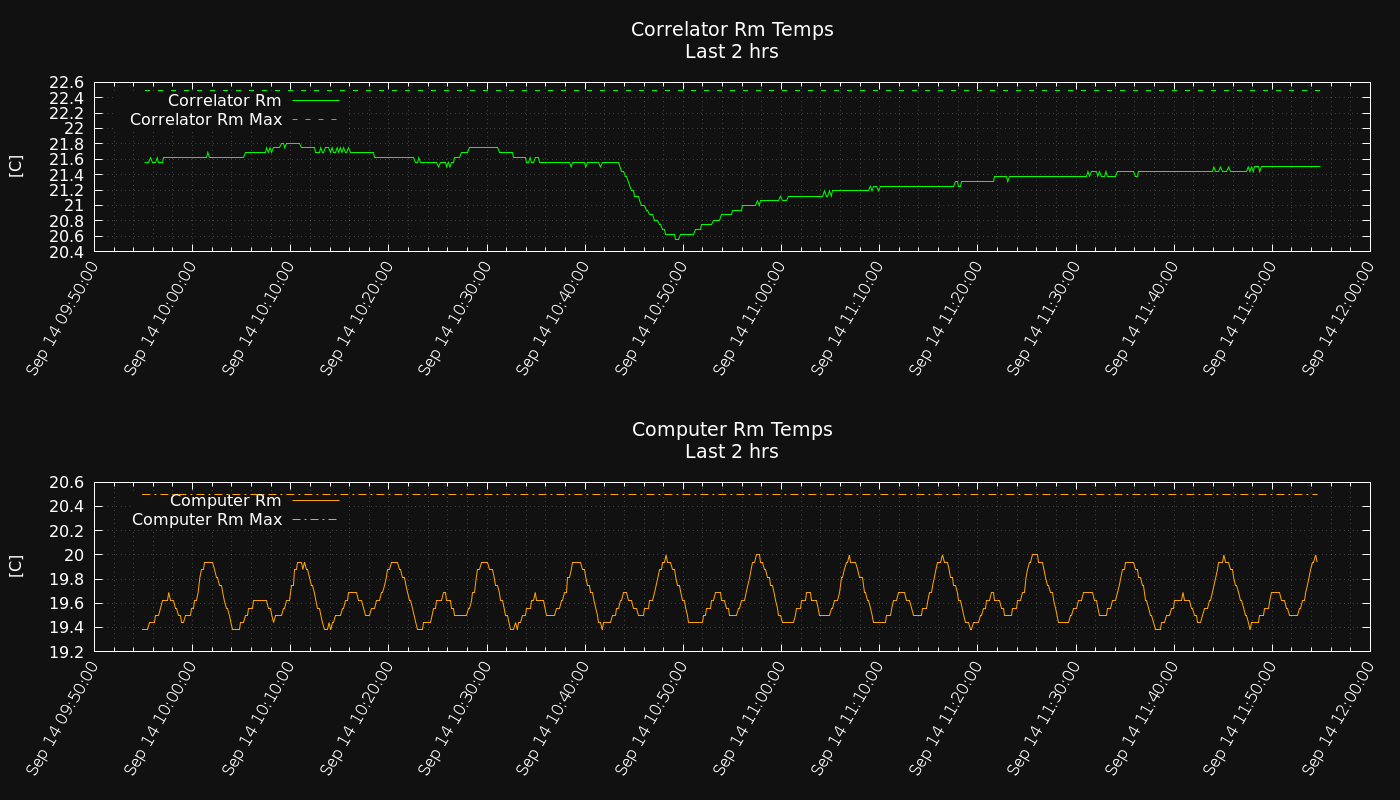 Correlator Rm Temps
Last 2 hrs
[C]
22.6
22.4
22.2
22
21.8
21.6
21.4
21.2
21
20.8
20.6
20.4
Correlator Rm
Correlator Rm Max
Sep 14 09:50:00
Sep 14 10:00:00
Sep 14 10:10:00
Sep 14 10:20:00
Sep 14 10:30:00
Sep 14 10:40:00
Sep 14 10:50:00
Sep 14 11:00:00
Sep 14 11:10:00
Sep 14 11:20:00
Sep 14 11:30:00
Sep 14 11:40:00
Sep 14 11:50:00
Sep 14 12:00:00
Computer Rm Temps
Last 2 hrs
[C]
20.6
20.4
20.2
20
19.8
19.6
19.4
19.2
Computer Rm
Computer Rm Max
Sep 14 09:50:00
Sep 14 10:00:00
Sep 14 10:10:00
Sep 14 10:20:00
Sep 14 10:30:00
Sep 14 10:40:00
Sep 14 10:50:00
Sep 14 11:00:00
Sep 14 11:10:00
Sep 14 11:20:00
Sep 14 11:30:00
Sep 14 11:40:00
Sep 14 11:50:00
Sep 14 12:00:00